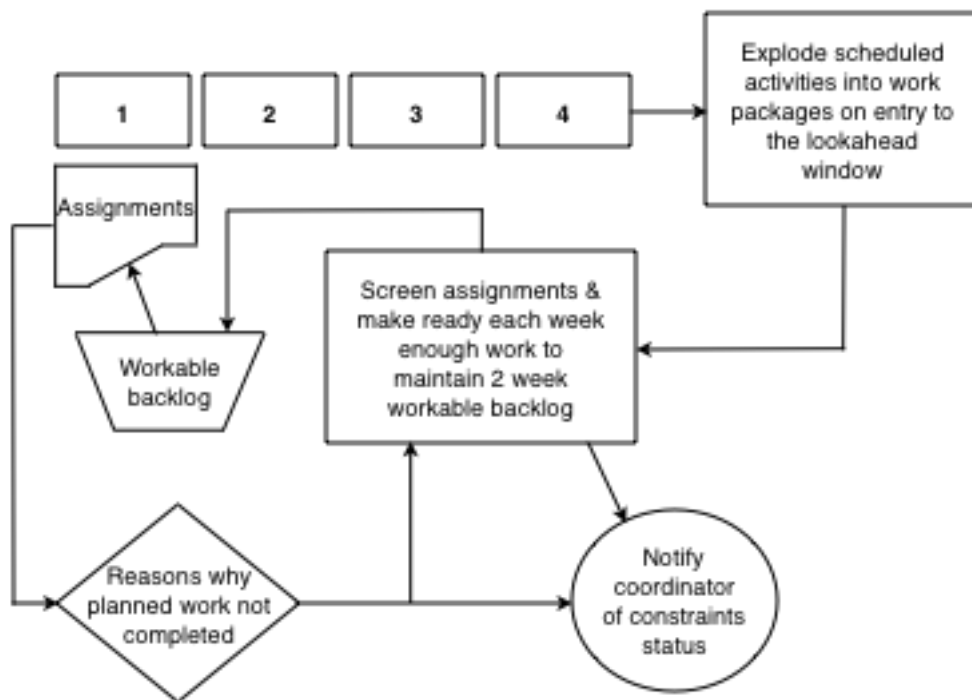 1
2
3
4
Explode scheduled
activities into work
packages on entry to
the lookahead
window
Assignments
Screen assignments &
make ready each week
enough work to
maintain 2 week
workable backlog
Workable
backlog
Reasons why
planned work not
completed
Notify
coordinator
of constraints
status